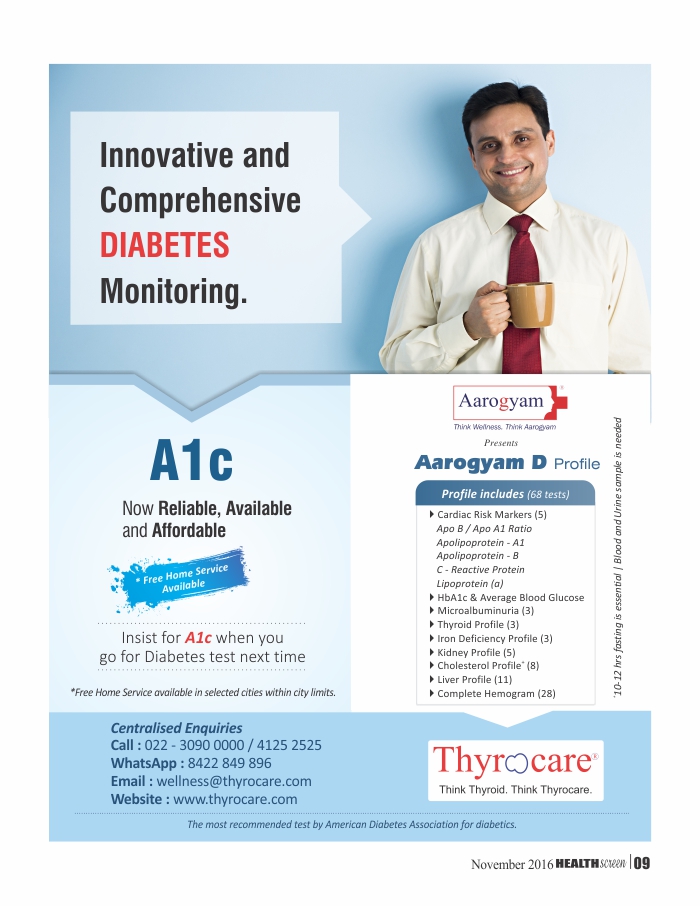 Innovative and
Comprehensive
DIABETES
Monitoring.
A1c
Now Reliable, Available
and Affordable
* Free Home Service
Available
Insist for A1c when you
go for Diabetes test next time
*Free Home Service available in selected cities within city limits.
Aarogyam®
Think Wellness. Think Aarogyam
Presents
Aarogyam D Profile
Profile includes (68 tests)
Cardiac Risk Markers (5)
Apo B / Apo A1 Ratio
Apolipoprotein - A1
Apolipoprotein - B
C - Reactive Protein
Lipoprotein (a)
HbA1c & Average Blood Glucose
Microalbuminuria (3)
Thyroid Profile (3)
Iron Deficiency Profile (3)
Kidney Profile (5)
Cholesterol Profile* (8)
Liver Profile (11)
Complete Hemogram (28)
*10-12 hrs fasting is essential | Blood and Urine sample is needed
Centralised Enquiries
Call : 022 - 3090 0000 / 4125 2525
WhatsApp : 8422 849 896
Email : wellness@thyrocare.com
Website : www.thyrocare.com
Thyrocare®
Think Thyroid. Think Thyrocare.
The most recommended test by American Diabetes Association for diabetics.
November 2016 HEALTHscreen | 09